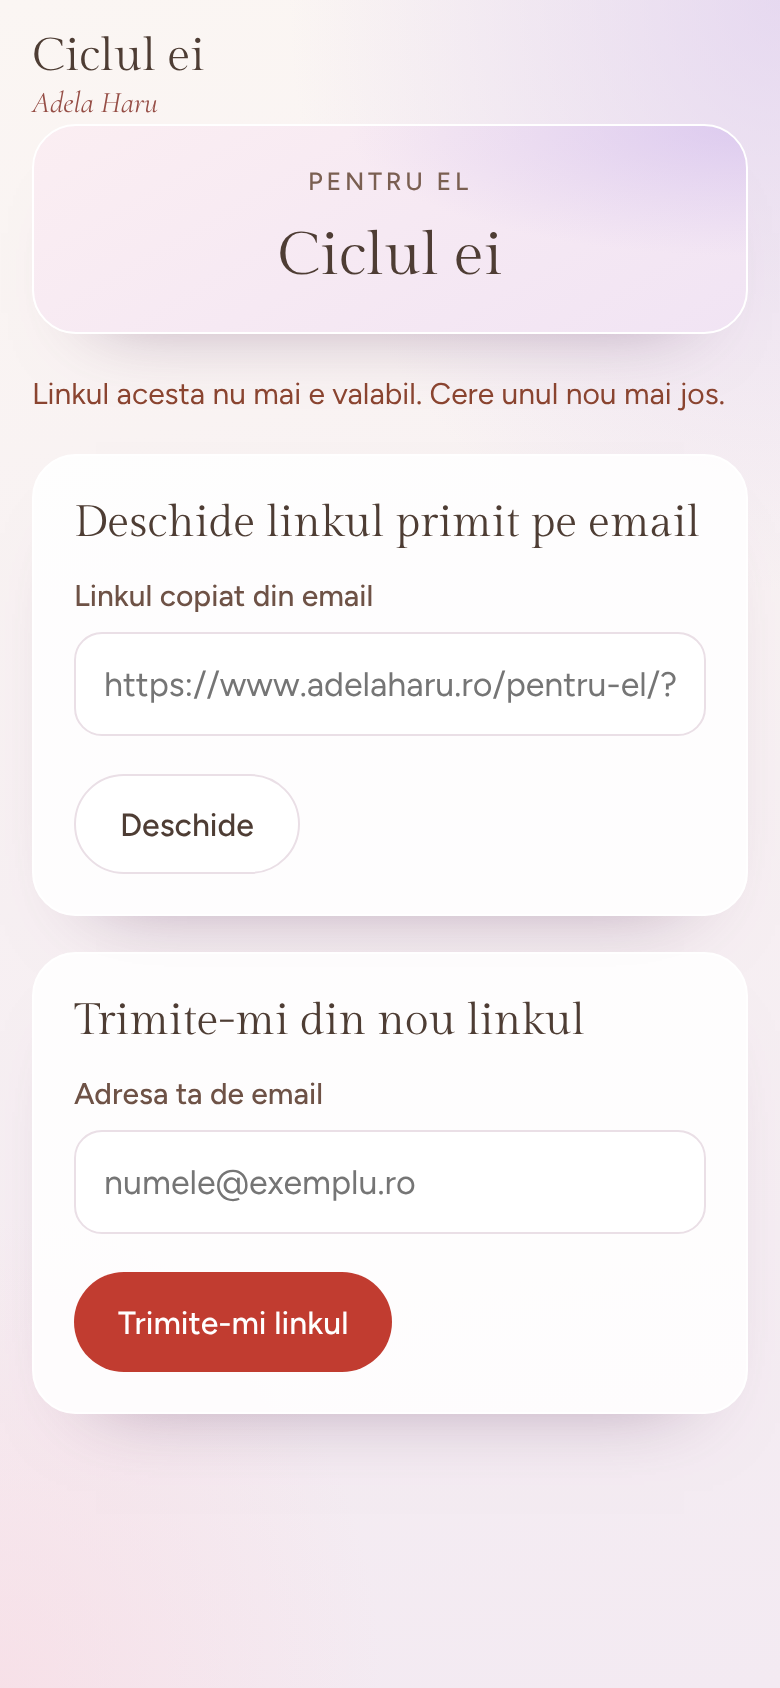 Ciclul ei
Adela Haru
PENTRU EL
Ciclul ei
Linkul acesta nu mai e valabil. Cere unul nou mai jos.
Deschide linkul primit pe email
Linkul copiat din email
https://www.adelaharu.ro/pentru-el/?
Deschide
Trimite-mi din nou linkul
Adresa ta de email
numele@exemplu.ro
Trimite-mi linkul